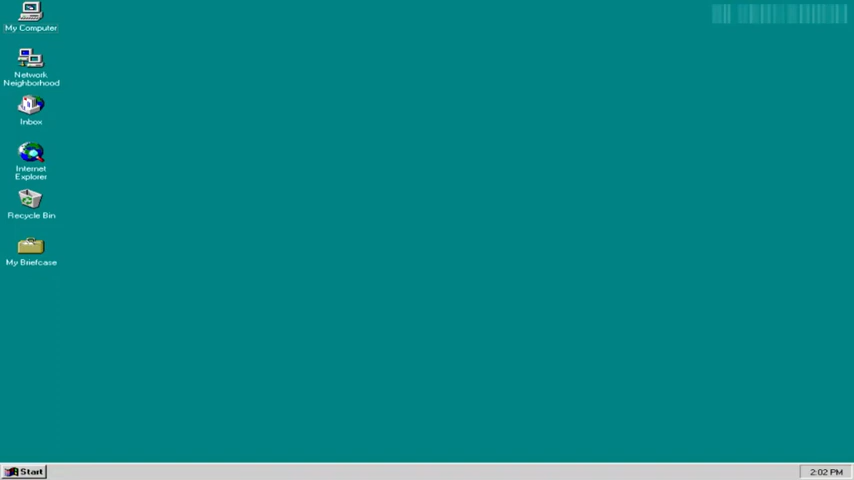 My Computer
Network
Neighborhood
Inbox
Internet
Explorer
Recycle Bin
My Briefcase
Start
2:02 PM